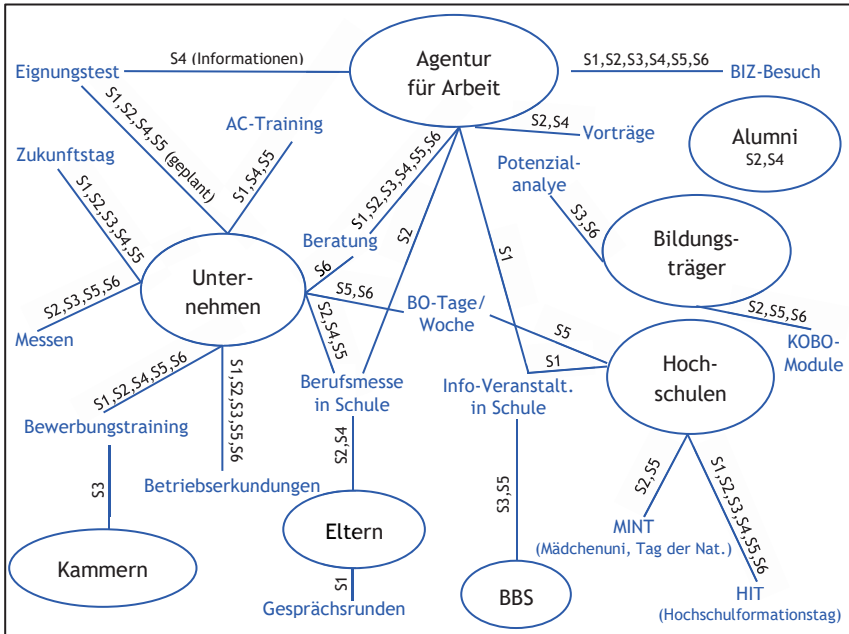 S4 (Informationen)
Agentur
für Arbeit
S1,S2,S3,S4,S5,S6
Eignungstest
BIZ-Besuch
S1,S2,S4,S5 (geplant)
AC-Training
S1,S4,S5
S2,S4
Vorträge
Alumni
S2,S4
Zukunftstag
S1,S2,S3,S4,S5
S1,S2,S3,S4,S5,S6
S2
S1
Potenzial-
analye
S3,S6
Bildungs-
träger
Beratung
S6
Unter-
nehmen
S2,S3,S5,S6
Messen
S5,S6
BO-Tage/
Woche
S5
S2,S5,S6
KOBO-
Module
S2,S4,S5
Berufsmesse
in Schule
Info-Veranstalt.
in Schule
S1
Hoch-
schulen
S1,S2,S4,S5,S6
Bewerbungstraining
S1,S2,S3,S5,S6
S2,S4
S3
Betriebserkundungen
S3,S5
S2,S5
S1,S2,S3,S4,S5,S6
Eltern
MINT
(Mädchenuni, Tag der Nat.)
Kammern
S1
Gesprächsrunden
BBS
HIT
(Hochschulformationstag)